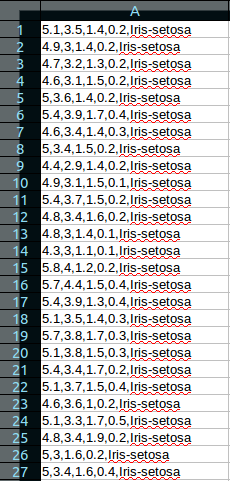 A
1 5.1,3.5,1.4,0.2,Iris-setosa
2 4.9,3,1.4,0.2,Iris-setosa
3 4.7,3.2,1.3,0.2,Iris-setosa
4 4.6,3.1,1.5,0.2,Iris-setosa
5 5,3.6,1.4,0.2,Iris-setosa
6 5.4,3.9,1.7,0.4,Iris-setosa
7 4.6,3.4,1.4,0.3,Iris-setosa
8 5,3.4,1.5,0.2,Iris-setosa
9 4.4,2.9,1.4,0.2,Iris-setosa
10 4.9,3.1,1.5,0.1,Iris-setosa
11 5.4,3.7,1.5,0.2,Iris-setosa
12 4.8,3.4,1.6,0.2,Iris-setosa
13 4.8,3,1.4,0.1,Iris-setosa
14 4.3,3,1.1,0.1,Iris-setosa
15 5.8,4,1.2,0.2,Iris-setosa
16 5.7,4.4,1.5,0.4,Iris-setosa
17 5.4,3.9,1.3,0.4,Iris-setosa
18 5.1,3.5,1.4,0.3,Iris-setosa
19 5.7,3.8,1.7,0.3,Iris-setosa
20 5.1,3.8,1.5,0.3,Iris-setosa
21 5.4,3.4,1.7,0.2,Iris-setosa
22 5.1,3.7,1.5,0.4,Iris-setosa
23 4.6,3.6,1,0.2,Iris-setosa
24 5.1,3.3,1.7,0.5,Iris-setosa
25 4.8,3.4,1.9,0.2,Iris-setosa
26 5,3,1.6,0.2,Iris-setosa
27 5,3.4,1.6,0.4,Iris-setosa